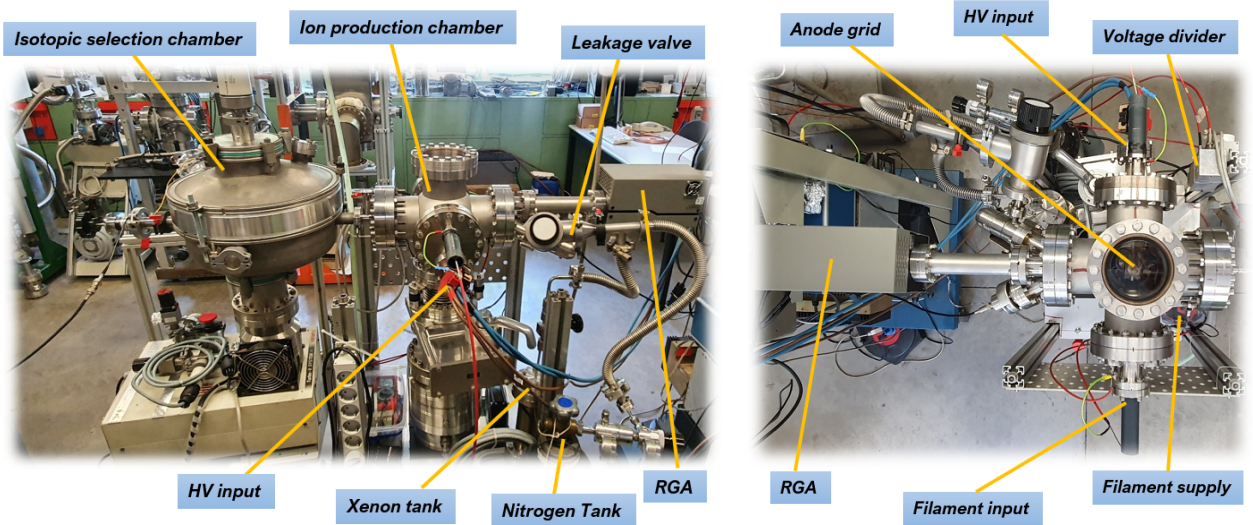 Isotopic selection chamber
Ion production chamber
Leakage valve
HV input
Xenon tank
Nitrogen Tank
RGA
Anode grid
HV input
Voltage divider
RGA
Filament input
Filament supply